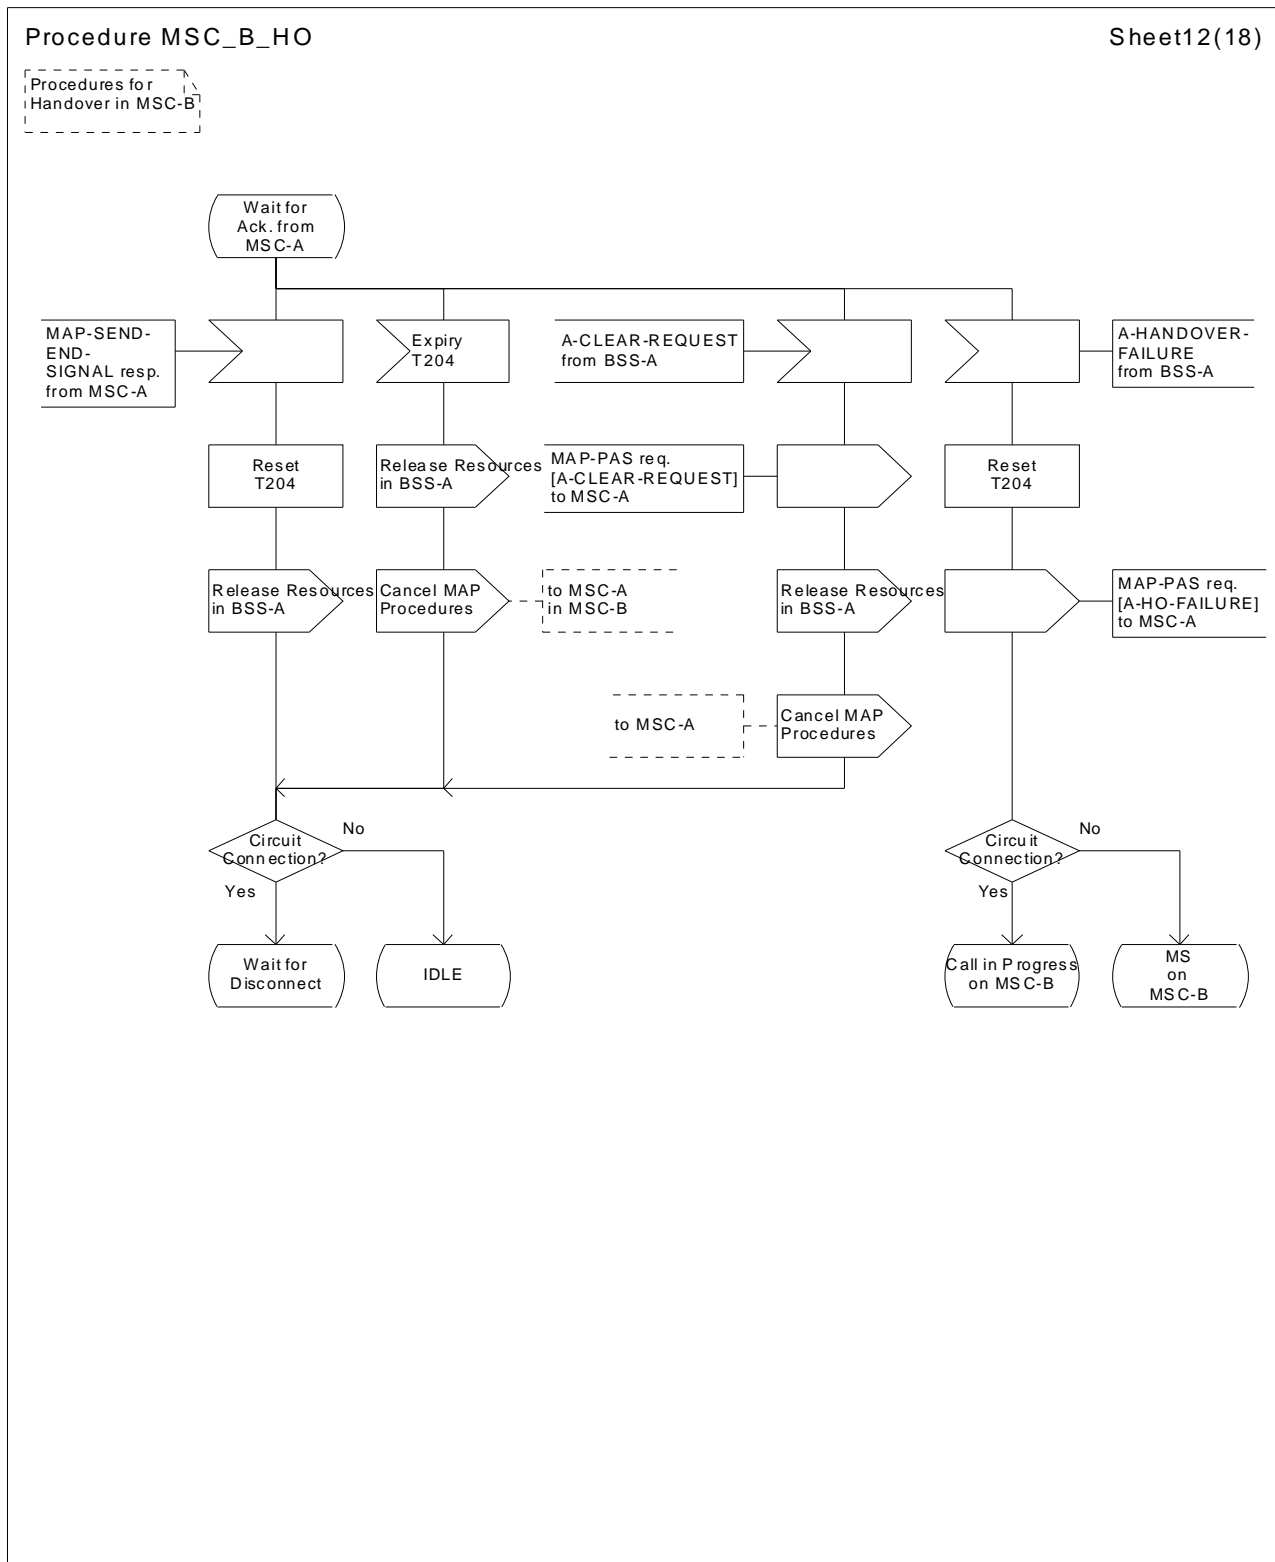 Procedure MSC_B_HO
Sheet12(18)
Procedures for
Handover in MSC-B
Wait for
Ack. from
MSC-A
MAP-SEND-
END-
SIGNAL resp.
from MSC-A
Expiry
T204
A-CLEAR-REQUEST
from BSS-A
A-HANDOVER-
FAILURE
from BSS-A
Reset
T204
Release Resources
in BSS-A
MAP-PAS req.
[A-CLEAR-REQUEST]
to MSC-A
Reset
T204
Release Resources
in BSS-A
Cancel MAP
Procedures
to MSC-A
in MSC-B
Release Resources
in BSS-A
MAP-PAS req.
[A-HO-FAILURE]
to MSC-A
to MSC-A
Cancel MAP
Procedures
Circuit
Connection?
No
Yes
Circuit
Connection?
No
Yes
Wait for
Disconnect
IDLE
Call in Progress
on MSC-B
MS
on
MSC-B